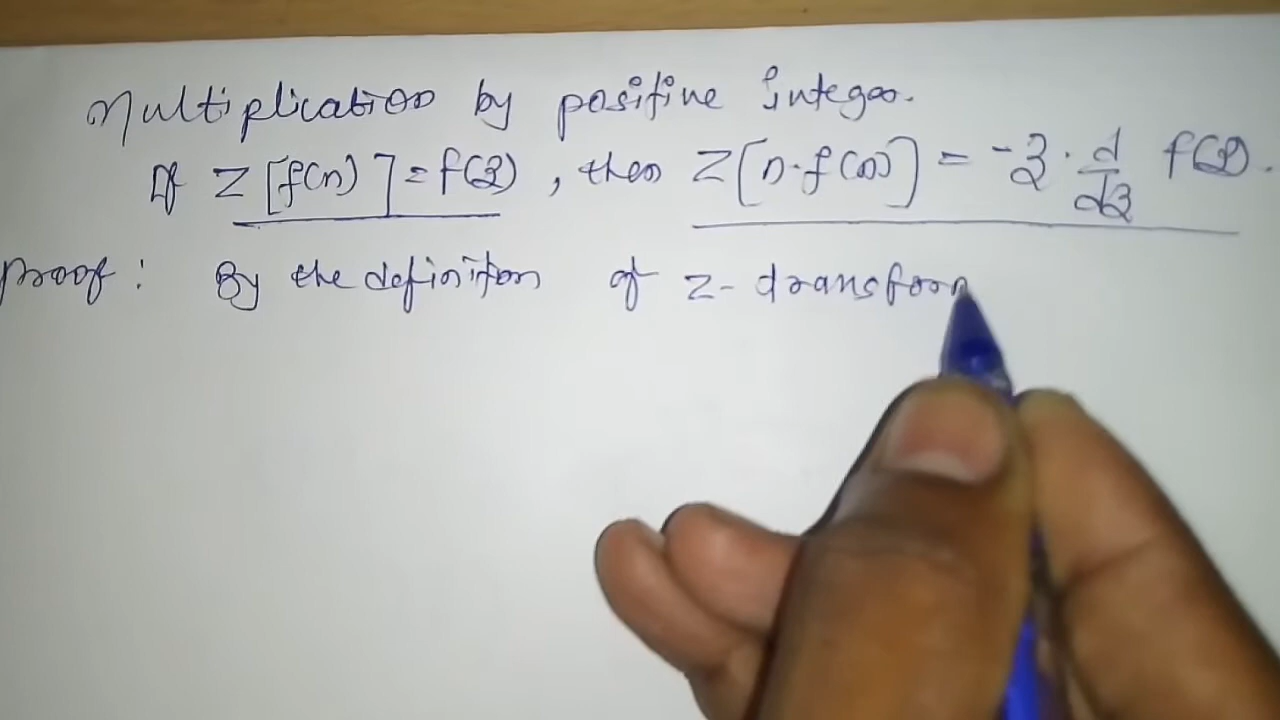 Multiplication by positive integer.
If Z[f(n)] = f(z), then Z[n·f(n)] = -z · d/dz f(z).
Proof: By the definition of z-transform